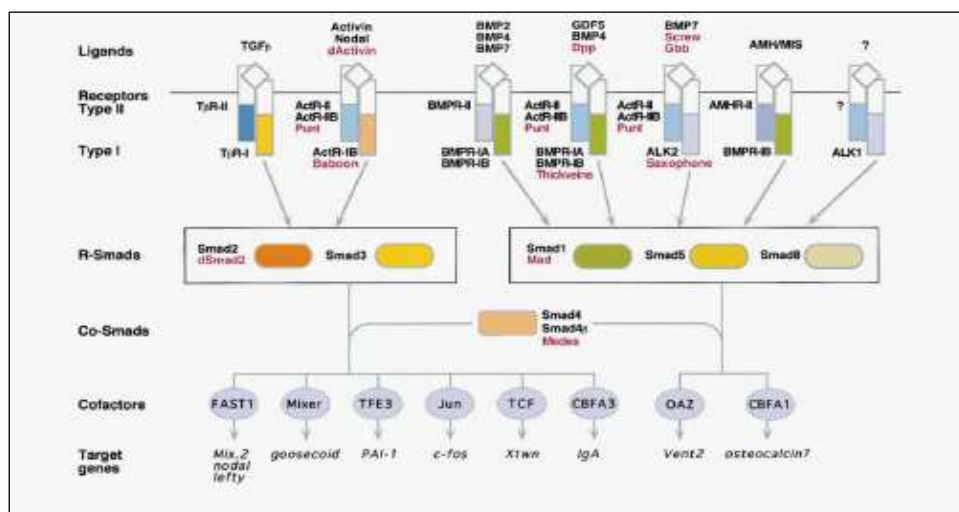 Ligands
TGFβ
Activin
Nodal
dActivin
BMP2
BMP4
BMP7
GDF5
BMP4
Dpp
BMP7
Screw
Gbb
AMH/MIS
?
Receptors
Type II
TβR-II
ActR-II
ActR-IIB
Punt
BMPR-II
ActR-II
ActR-IIB
Punt
ActR-II
ActR-IIB
Punt
AMHR-II
?
Type I
TβR-I
ActR-IB
Baboon
BMPR-IA
BMPR-IB
BMPR-IA
BMPR-IB
Thickveins
ALK2
Saxophone
BMPR-IB
ALK1
R-Smads
Smad2
dSmad2
Smad3
Smad1
Mad
Smad5
Smad8
Co-Smads
Smad4
Smad4β
Medea
Cofactors
FAST1
Mixer
TFE3
Jun
TCF
CBFA3
OAZ
CBFA1
Target
genes
Mix.2
nodal
lefty
goosecoid
PAI-1
c-fos
Xtwn
IgA
Vent2
osteocalcin?